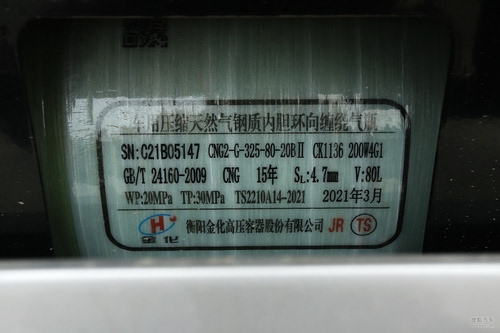 车用压缩天然气钢质内胆环向缠绕气瓶
SN:C21B05147 CNG2-G-325-80-20BⅡ CX1136 200W4G1
GB/T 24160-2009 CNG 15年 SL:4.7mm V:80L
WP:20MPa TP:30MPa TS2210A14-2021 2021年3月
金化 衡阳金化高压容器股份有限公司 JR TS